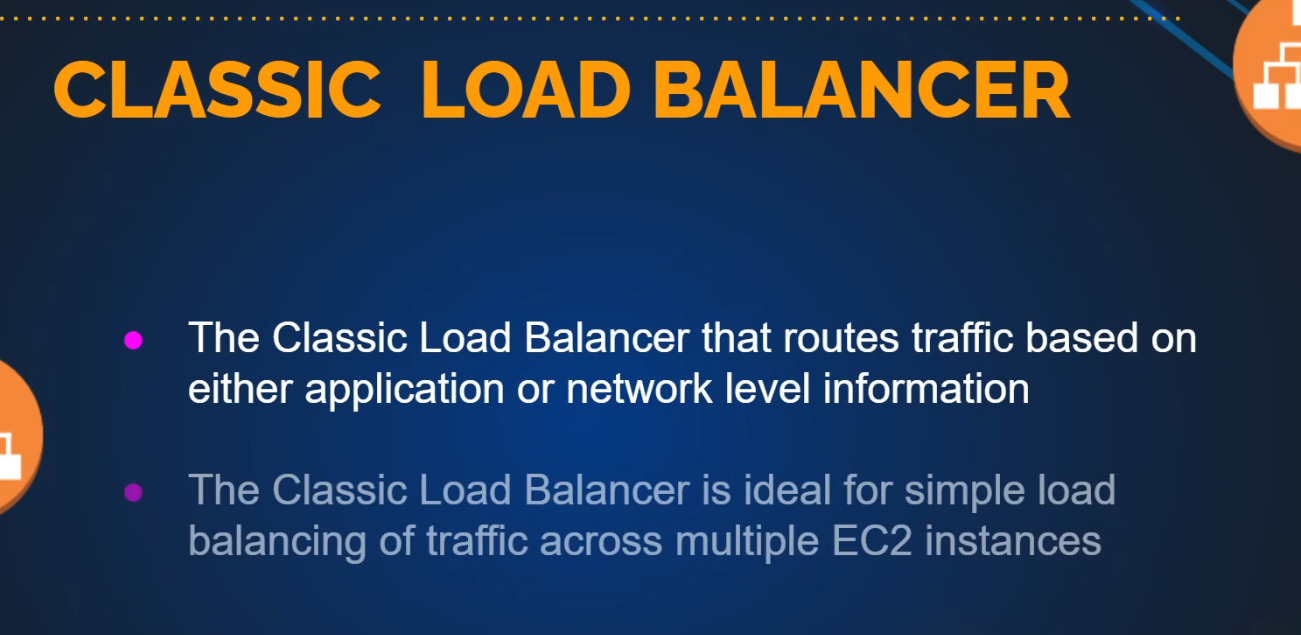 CLASSIC LOAD BALANCER
The Classic Load Balancer that routes traffic based on
either application or network level information
The Classic Load Balancer is ideal for simple load
balancing of traffic across multiple EC2 instances